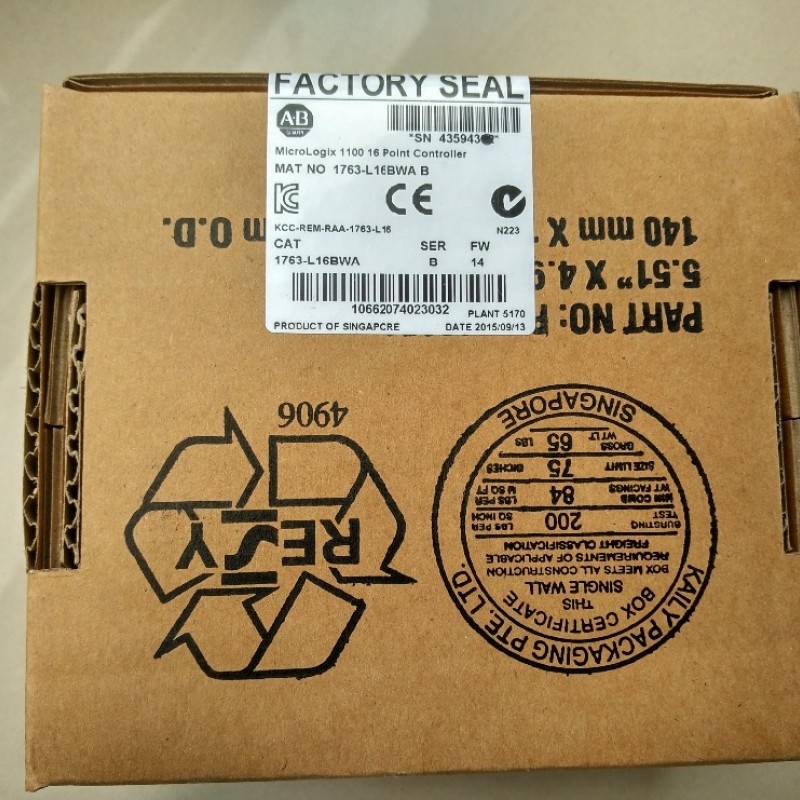 FACTORY SEAL
A-B
*SN 43594
MicroLogix 1100 16 Point Controller
MAT NO 1763-L16BWA B
CE
KCC-REM-RAA-1763-L16
N223
CAT SER FW
1763-L16BWA B 14
10662074023032
PLANT 5170
PRODUCT OF SINGAPORE DATE 2015/09/13
PART NO:
5.51" X 4.9
140 mm X
m O.D.
KAILY PACKAGING PTE. LTD.
BOX CERTIFICATE
THIS
SINGLE WALL
BOX MEETS ALL CONSTRUCTION
REQUIREMENTS OF APPLICABLE
FREIGHT CLASSIFICATION
BURSTING TEST 200 LBS PER SQ INCH
MIN COMB WT FACINGS 84 LBS PER M SQ FT
SIZE LIMIT 75 INCHES
GROSS WT LT 65 LBS
SINGAPORE
RESY
4906